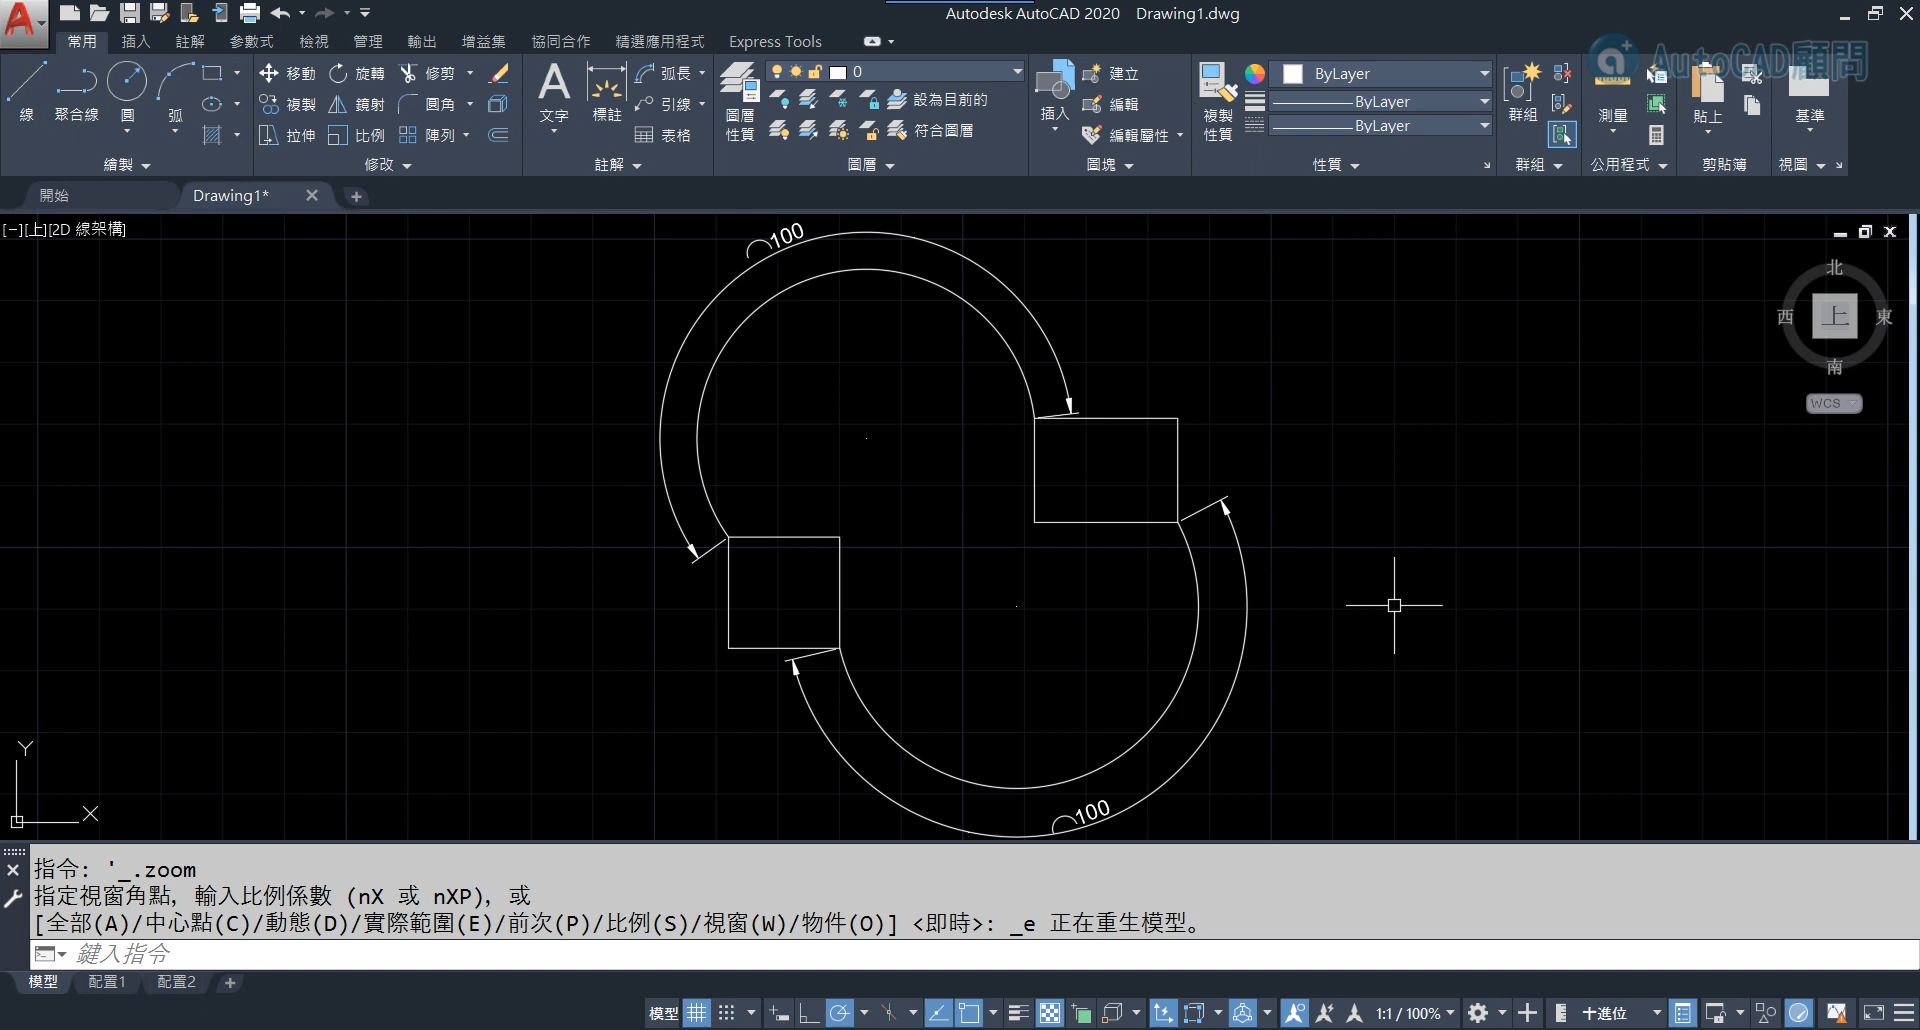 Autodesk AutoCAD 2020 Drawing1.dwg
常用 插入 註解 參數式 檢視 管理 輸出 增益集 協同合作 精選應用程式 Express Tools
AutoCAD顧問
線 聚合線 圓 弧
移動 旋轉 修剪
複製 鏡射 圓角
拉伸 比例 陣列
文字 標註
弧長
引線
表格
圖層
性質
0
設為目前的
符合圖層
插入
建立
編輯
編輯屬性
複製
性質
ByLayer
ByLayer
ByLayer
群組
測量
貼上
基準
繪製 修改 註解 圖層 圖塊 性質 群組 公用程式 剪貼簿 視圖
開始 Drawing1*
[−][上][2D 線架構]
100
北
西 上 東
南
WCS
100
Y
X
指令: '_.zoom
指定視窗角點, 輸入比例係數 (nX 或 nXP), 或
[全部(A)/中心點(C)/動態(D)/實際範圍(E)/前次(P)/比例(S)/視窗(W)/物件(O)] <即時>: _e 正在重生模型。
鍵入指令
模型 配置1 配置2
模型 1:1 / 100% 十進位